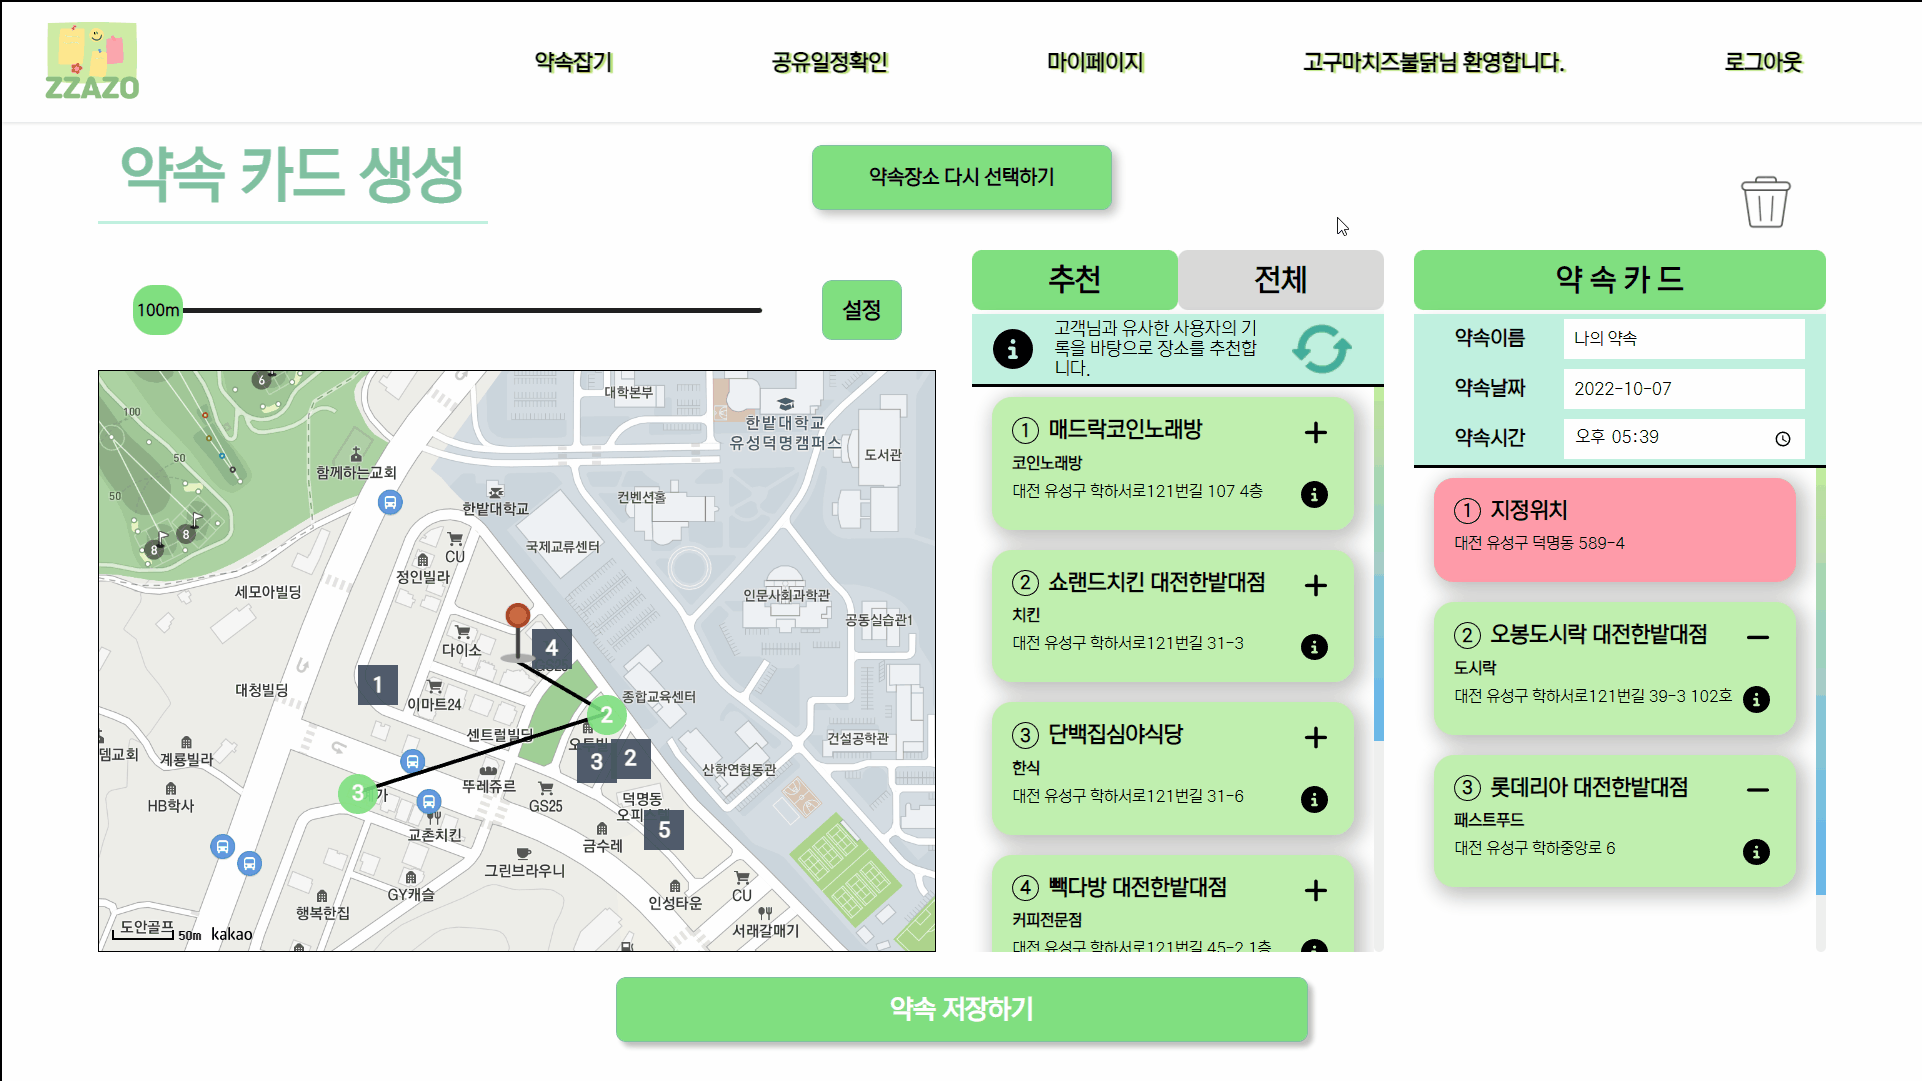 ZZAZO
약속잡기
공유일정확인
마이페이지
고구마치즈불닭님 환영합니다.
로그아웃
약속 카드 생성
약속장소 다시 선택하기
100m
설정
추천
전체
고객님과 유사한 사용자의 기
록을 바탕으로 장소를 추천합
니다.
① 매드락코인노래방
코인노래방
대전 유성구 학하서로121번길 107 4층
② 쇼랜드치킨 대전한밭대점
치킨
대전 유성구 학하서로121번길 31-3
③ 단백집심야식당
한식
대전 유성구 학하서로121번길 31-6
④ 빽다방 대전한밭대점
커피전문점
대전 유성구 학하서로121번길 45-2 1층
약 속 카 드
약속이름
나의 약속
약속날짜
2022-10-07
약속시간
오후 05:39
① 지정위치
대전 유성구 덕명동 589-4
② 오봉도시락 대전한밭대점
도시락
대전 유성구 학하서로121번길 39-3 102호
③ 롯데리아 대전한밭대점
패스트푸드
대전 유성구 학하중앙로 6
6
100
50
50
8
8
대학본부
한밭대학교
유성덕명캠퍼스
도서관
함께하는교회
한밭대학교
컨벤션홀
국제교류센터
CU
정인빌라
세모아빌딩
인문사회과학관
공동실습관1
다이소
4
1
대청빌딩
이마트24
종합교육센터
2
센트럴빌딩
3
2
건설공학관
뎀교회
계룡빌라
산학연협동관
뚜레쥬르
3
가
HB학사
GS25
덕명동
5
교촌치킨
금수레
그린브라우니
GY캐슬
CU
인성타운
행복한집
서래갈매기
도안골프
50m
kakao
약속 저장하기